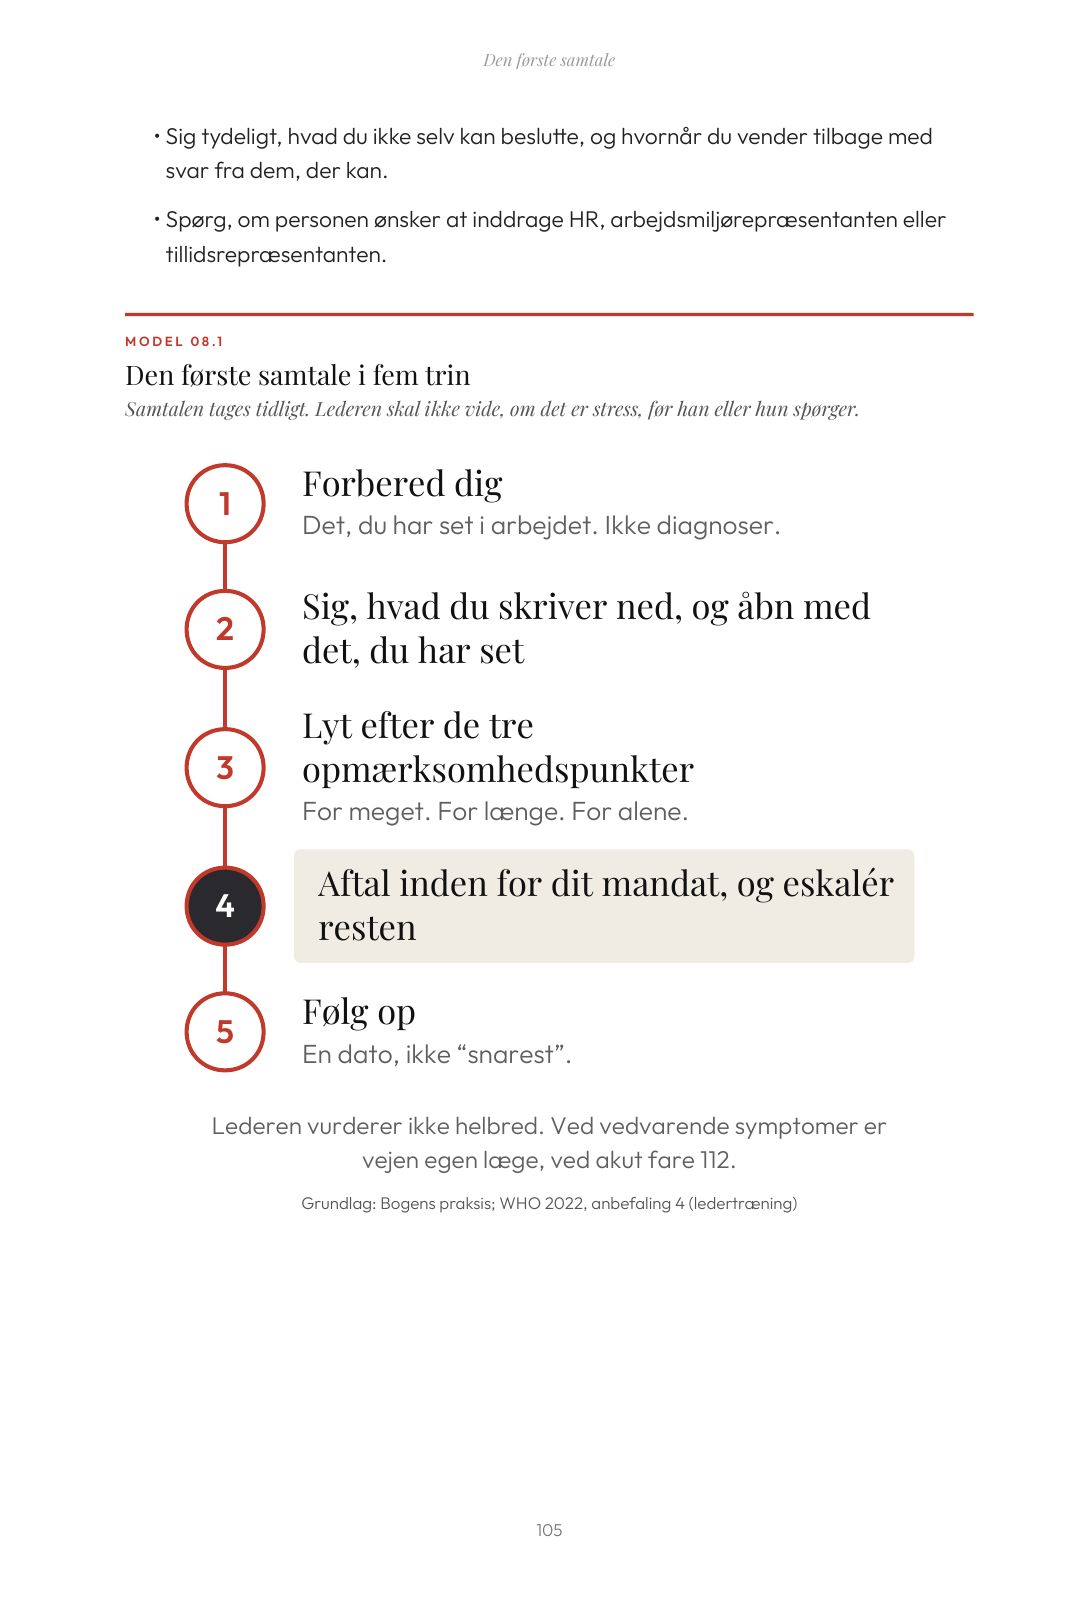 Den første samtale
• Sig tydeligt, hvad du ikke selv kan beslutte, og hvornår du vender tilbage med
svar fra dem, der kan.
• Spørg, om personen ønsker at inddrage HR, arbejdsmiljørepræsentanten eller
tillidsrepræsentanten.
MODEL 08.1
Den første samtale i fem trin
Samtalen tages tidligt. Lederen skal ikke vide, om det er stress, før han eller hun spørger.
1
Forbered dig
Det, du har set i arbejdet. Ikke diagnoser.
2
Sig, hvad du skriver ned, og åbn med
det, du har set
3
Lyt efter de tre
opmærksomhedspunkter
For meget. For længe. For alene.
4
Aftal inden for dit mandat, og eskalér
resten
5
Følg op
En dato, ikke “snarest”.
Lederen vurderer ikke helbred. Ved vedvarende symptomer er
vejen egen læge, ved akut fare 112.
Grundlag: Bogens praksis; WHO 2022, anbefaling 4 (ledertræning)
105